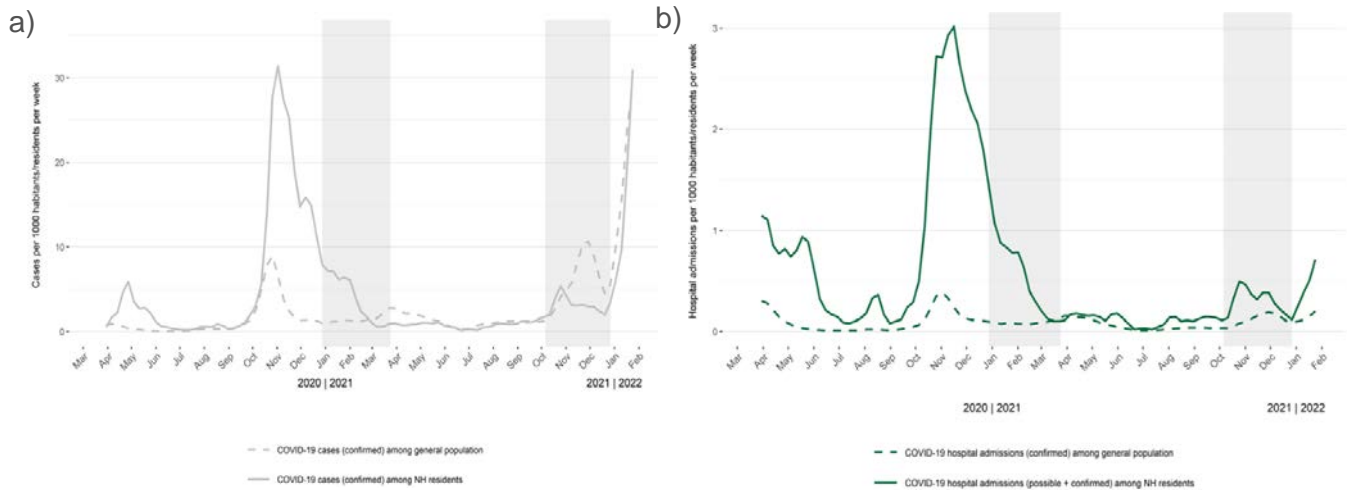 a)
Cases per 1000 habitants/residents per week
30
20
10
0
Mar Apr May Jun Jul Aug Sep Oct Nov Dec Jan Feb Mar Apr May Jun Jul Aug Sep Oct Nov Dec Jan Feb
2020 | 2021
2021 | 2022
COVID-19 cases (confirmed) among general population
COVID-19 cases (confirmed) among NH residents
b)
Hospital admissions per 1000 habitants/residents per week
3
2
1
0
Mar Apr May Jun Jul Aug Sep Oct Nov Dec Jan Feb Mar Apr May Jun Jul Aug Sep Oct Nov Dec Jan Feb
2020 | 2021
2021 | 2022
COVID-19 hospital admissions (confirmed) among general population
COVID-19 hospital admissions (possible + confirmed) among NH residents